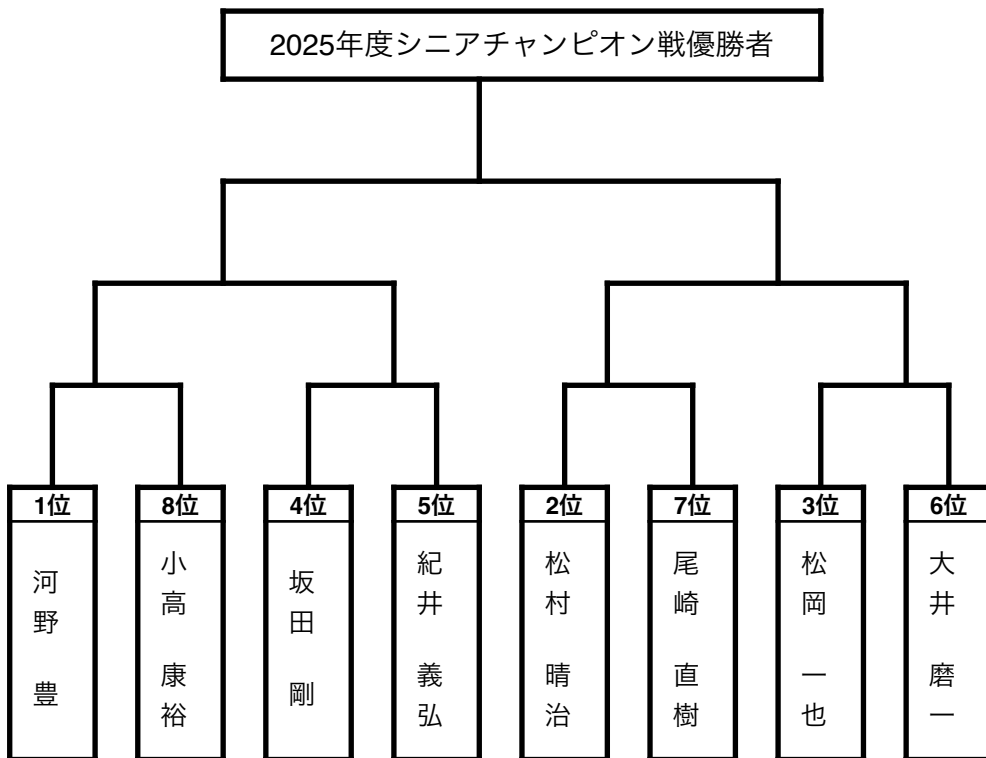 2025年度シニアチャンピオン戦優勝者
1位
河野 豊
8位
小高 康裕
4位
坂田 剛
5位
紀井 義弘
2位
松村 晴治
7位
尾崎 直樹
3位
松岡 一也
6位
大井 磨一